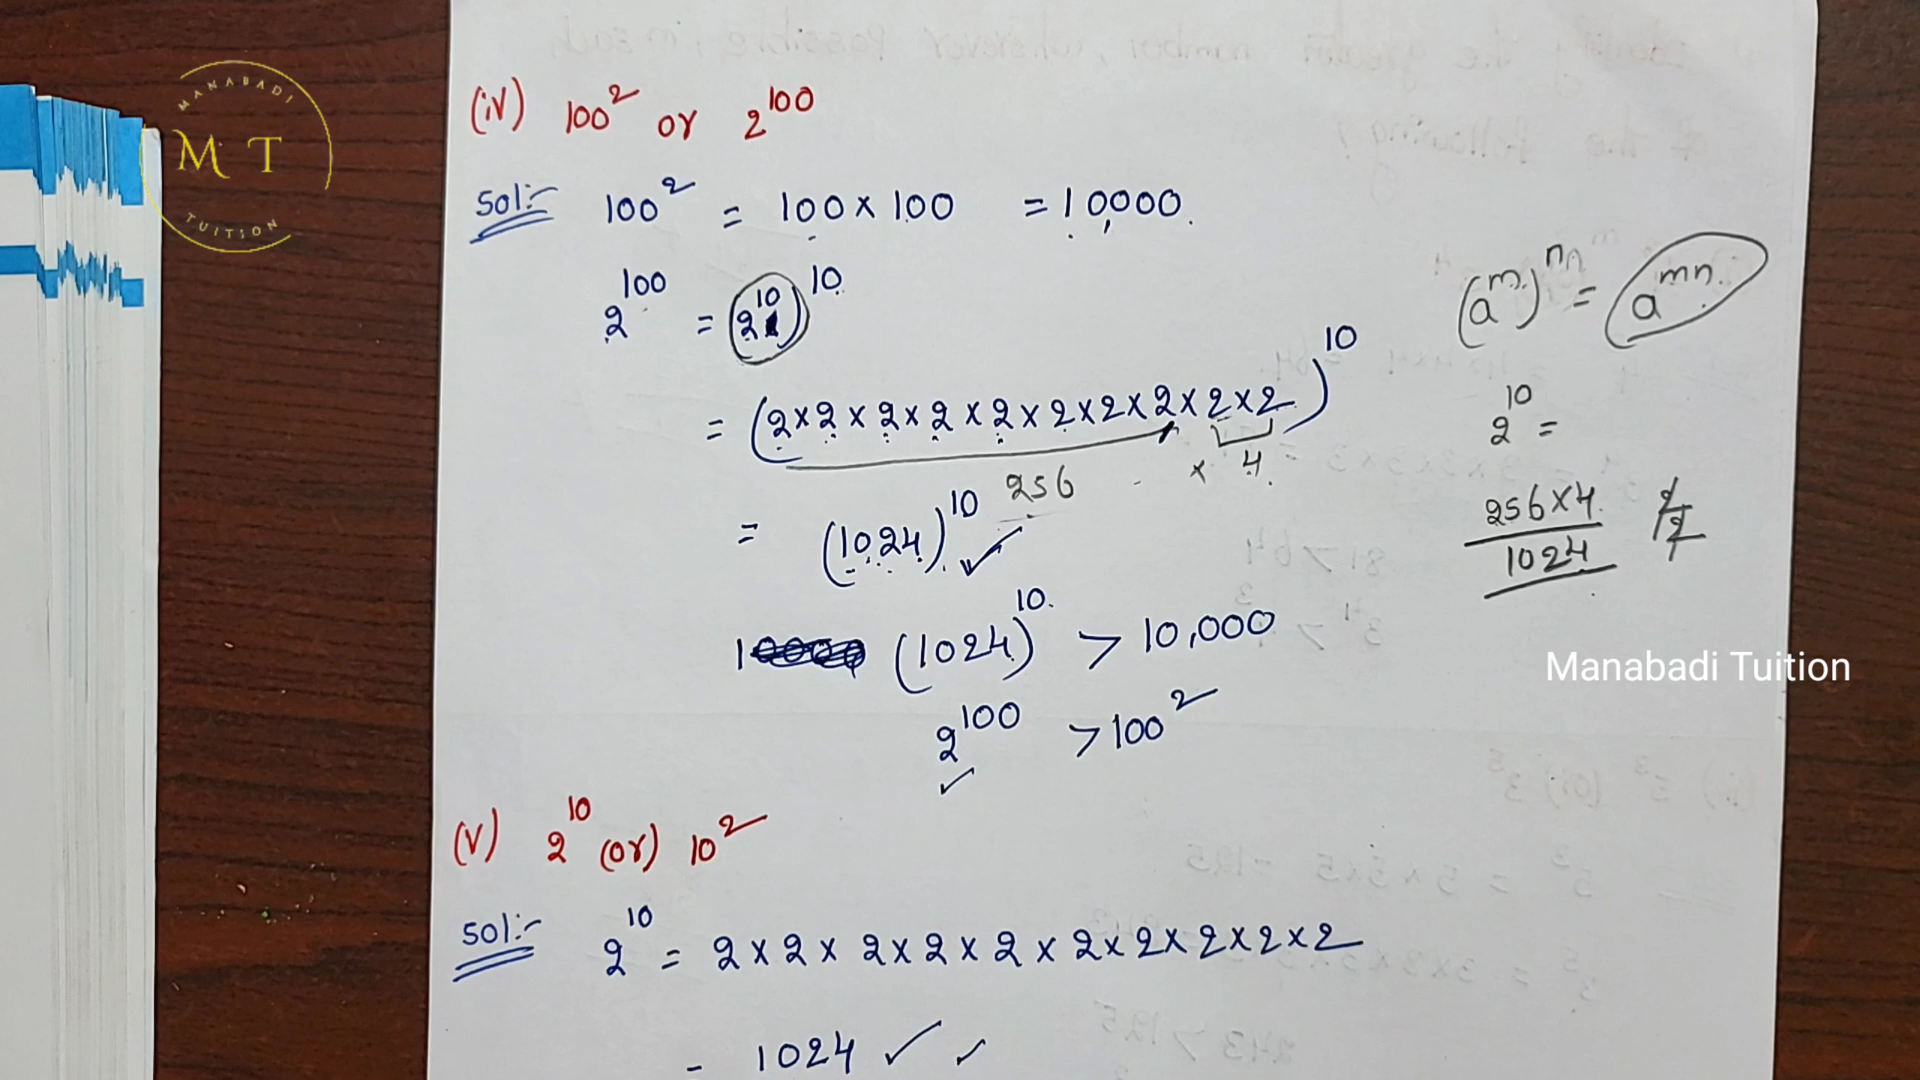 MANABADI
M T
TUITION
(iv) 100² or 2¹⁰⁰
Sol:- 100² = 100 × 100 = 10000.
2¹⁰⁰ = (2¹⁰)¹⁰
(aᵐ)ⁿ = aᵐⁿ
= (2×2×2×2×2×2×2×2×2×2)¹⁰
256 × 4
2¹⁰ =
= (1024)¹⁰
256×4
1024
(1024)¹⁰ > 10,000
2¹⁰⁰ > 100²
Manabadi Tuition
(v) 2¹⁰ (or) 10²
Sol:- 2¹⁰ = 2×2×2×2×2×2×2×2×2×2
- 1024 ✓ ✓